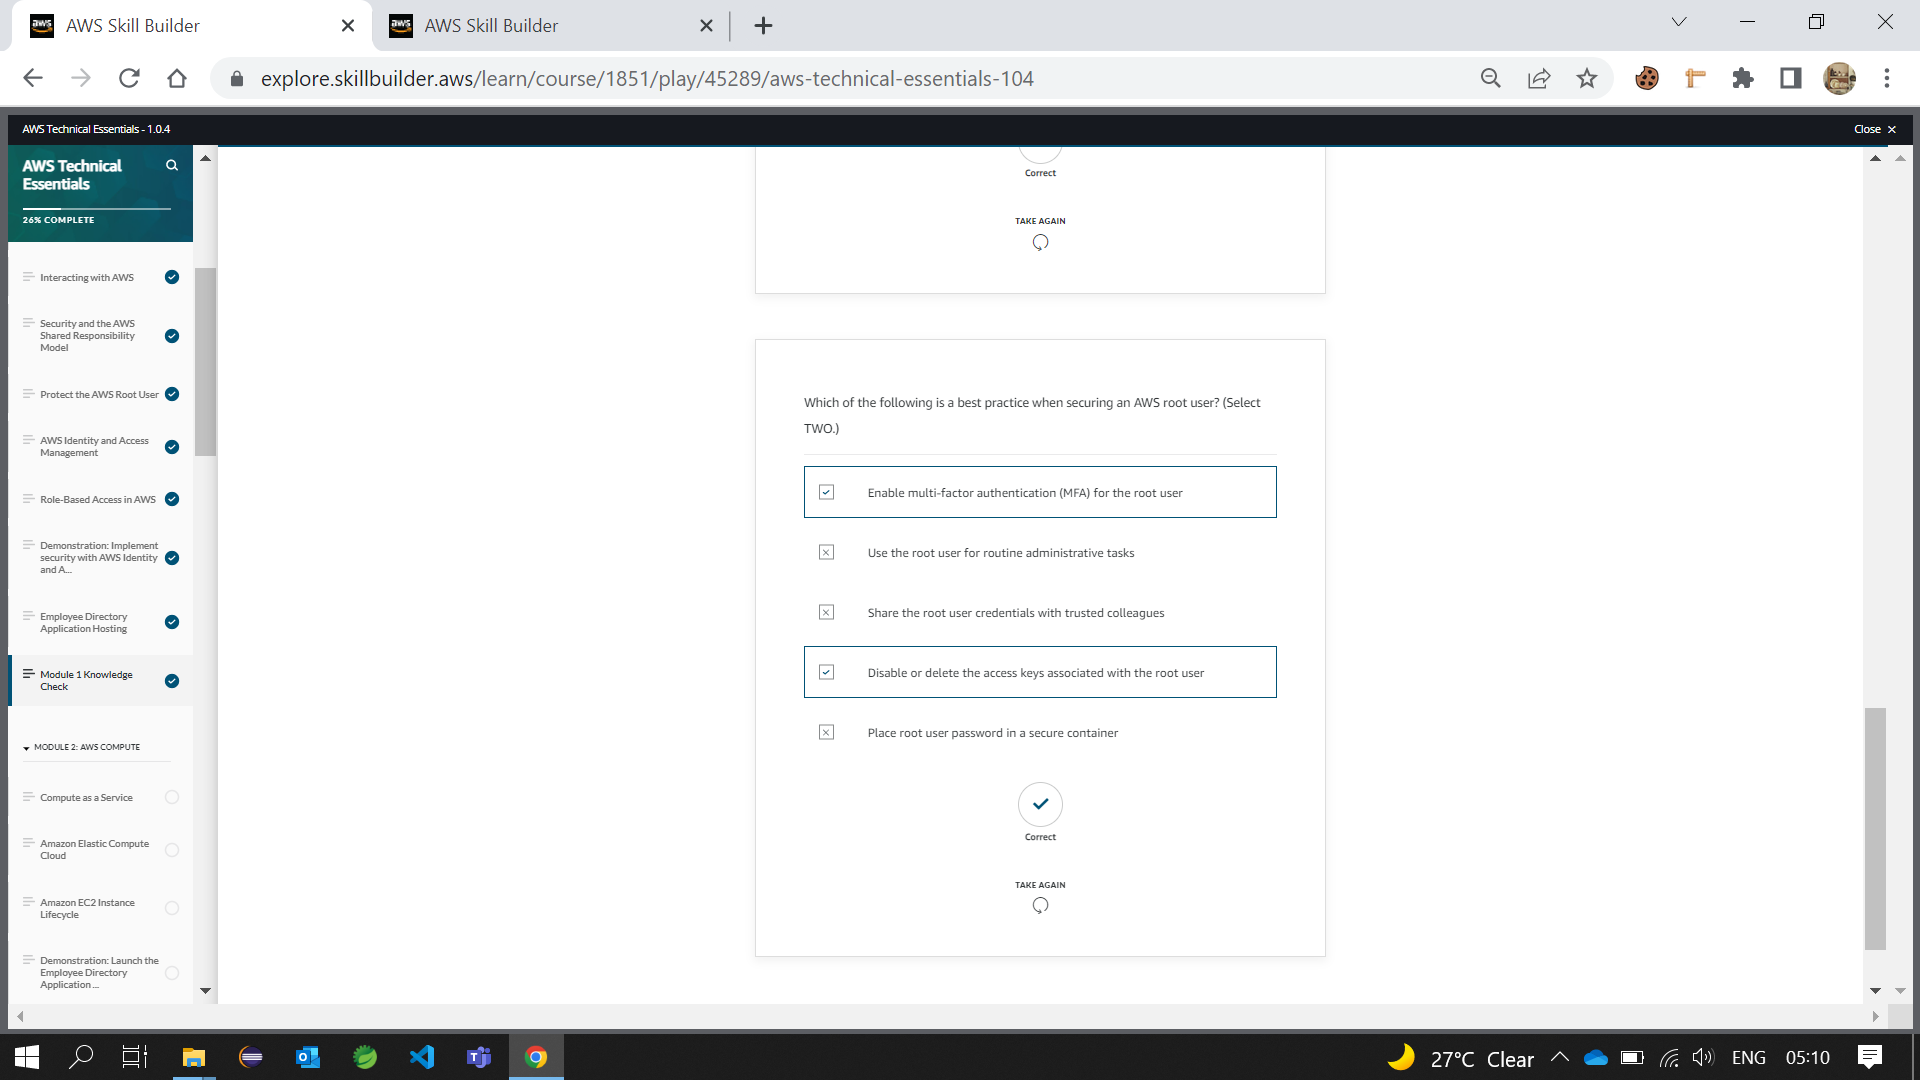 AWS Skill Builder
AWS Skill Builder
explore.skillbuilder.aws/learn/course/1851/play/45289/aws-technical-essentials-104
AWS Technical Essentials - 1.0.4
Close ×
AWS Technical
Essentials
26% COMPLETE
Interacting with AWS
Security and the AWS
Shared Responsibility
Model
Protect the AWS Root User
AWS Identity and Access
Management
Role-Based Access in AWS
Demonstration: Implement
security with AWS Identity
and A...
Employee Directory
Application Hosting
Module 1 Knowledge
Check
MODULE 2: AWS COMPUTE
Compute as a Service
Amazon Elastic Compute
Cloud
Amazon EC2 Instance
Lifecycle
Demonstration: Launch the
Employee Directory
Application ...
Correct
TAKE AGAIN
Which of the following is a best practice when securing an AWS root user? (Select
TWO.)
Enable multi-factor authentication (MFA) for the root user
Use the root user for routine administrative tasks
Share the root user credentials with trusted colleagues
Disable or delete the access keys associated with the root user
Place root user password in a secure container
Correct
TAKE AGAIN
27°C Clear
ENG
05:10